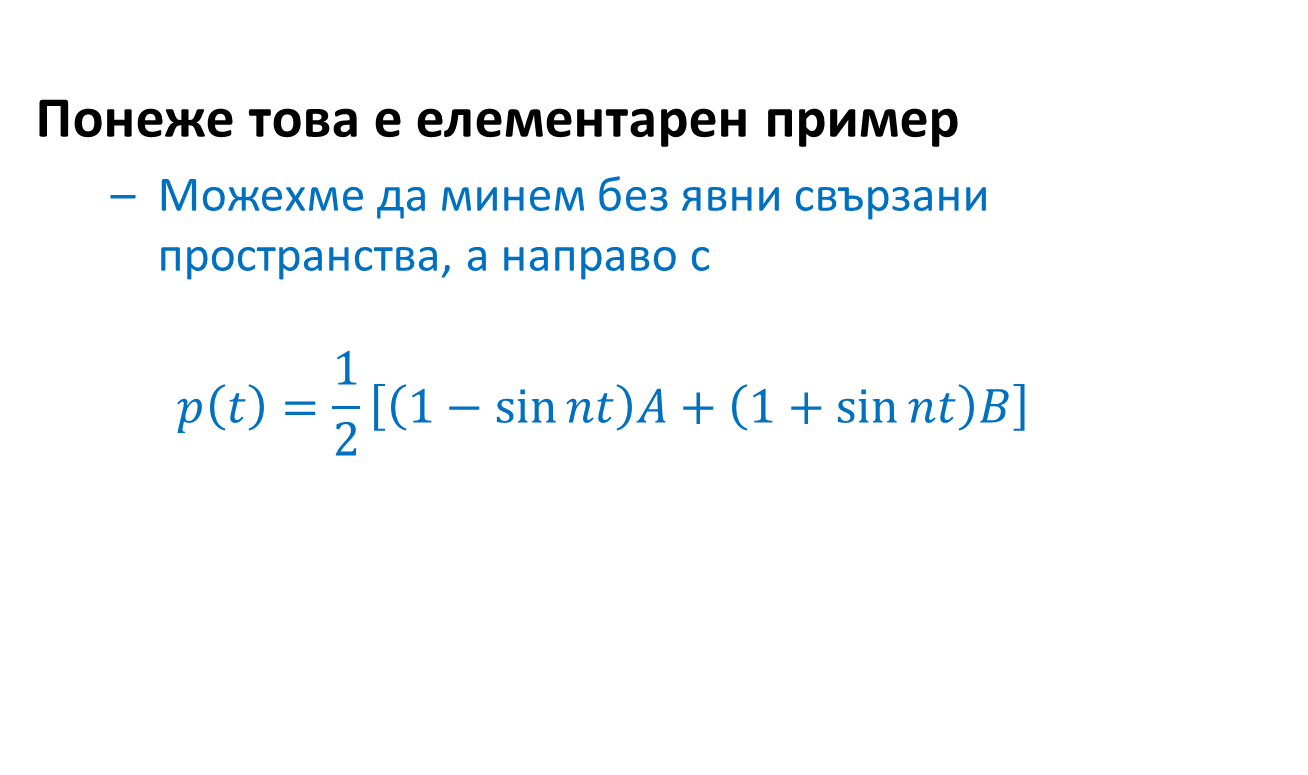 Понеже това е елементарен пример
– Можехме да минем без явни свързани
пространства, а направо с
𝑝(𝑡) = 1/2 [(1 − sin 𝑛𝑡)𝐴 + (1 + sin 𝑛𝑡)𝐵]